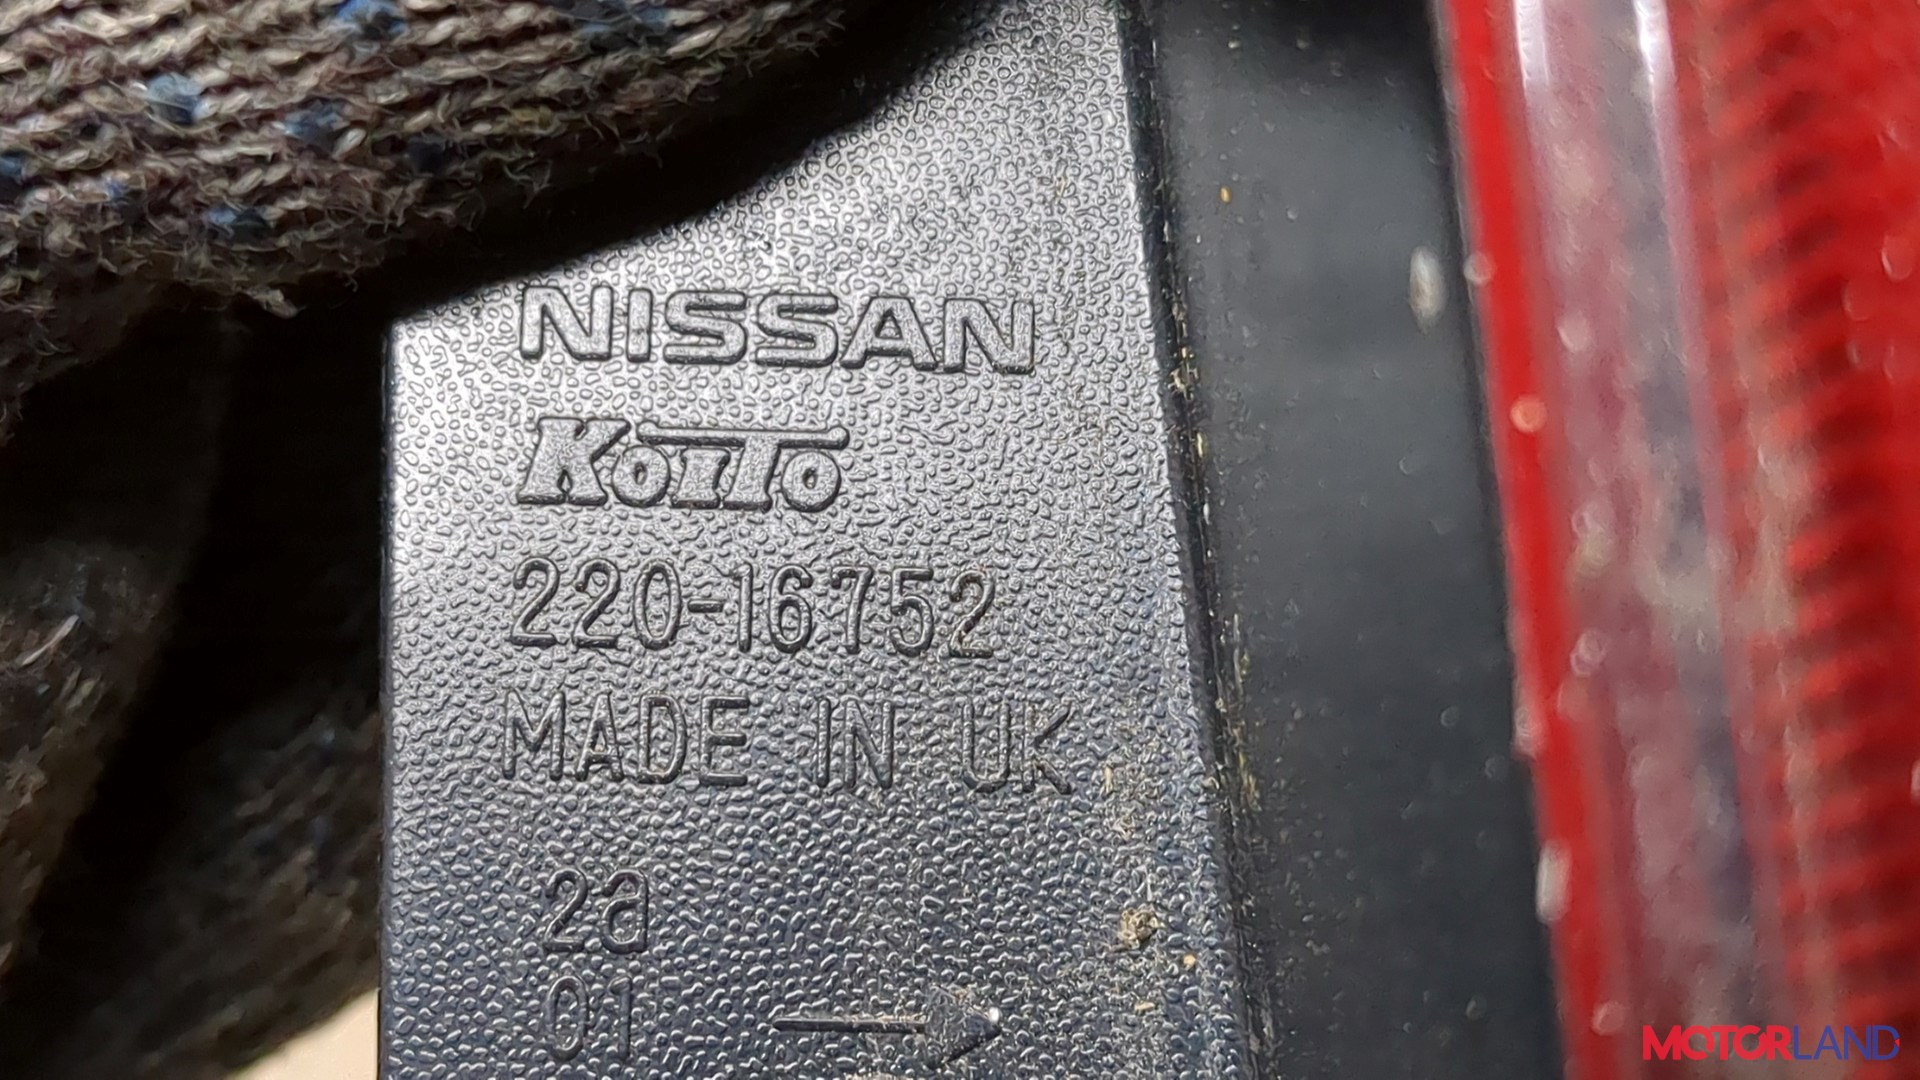 NISSAN
KoiTo
220-16752
MADE IN UK
2a
01
MOTORLAND